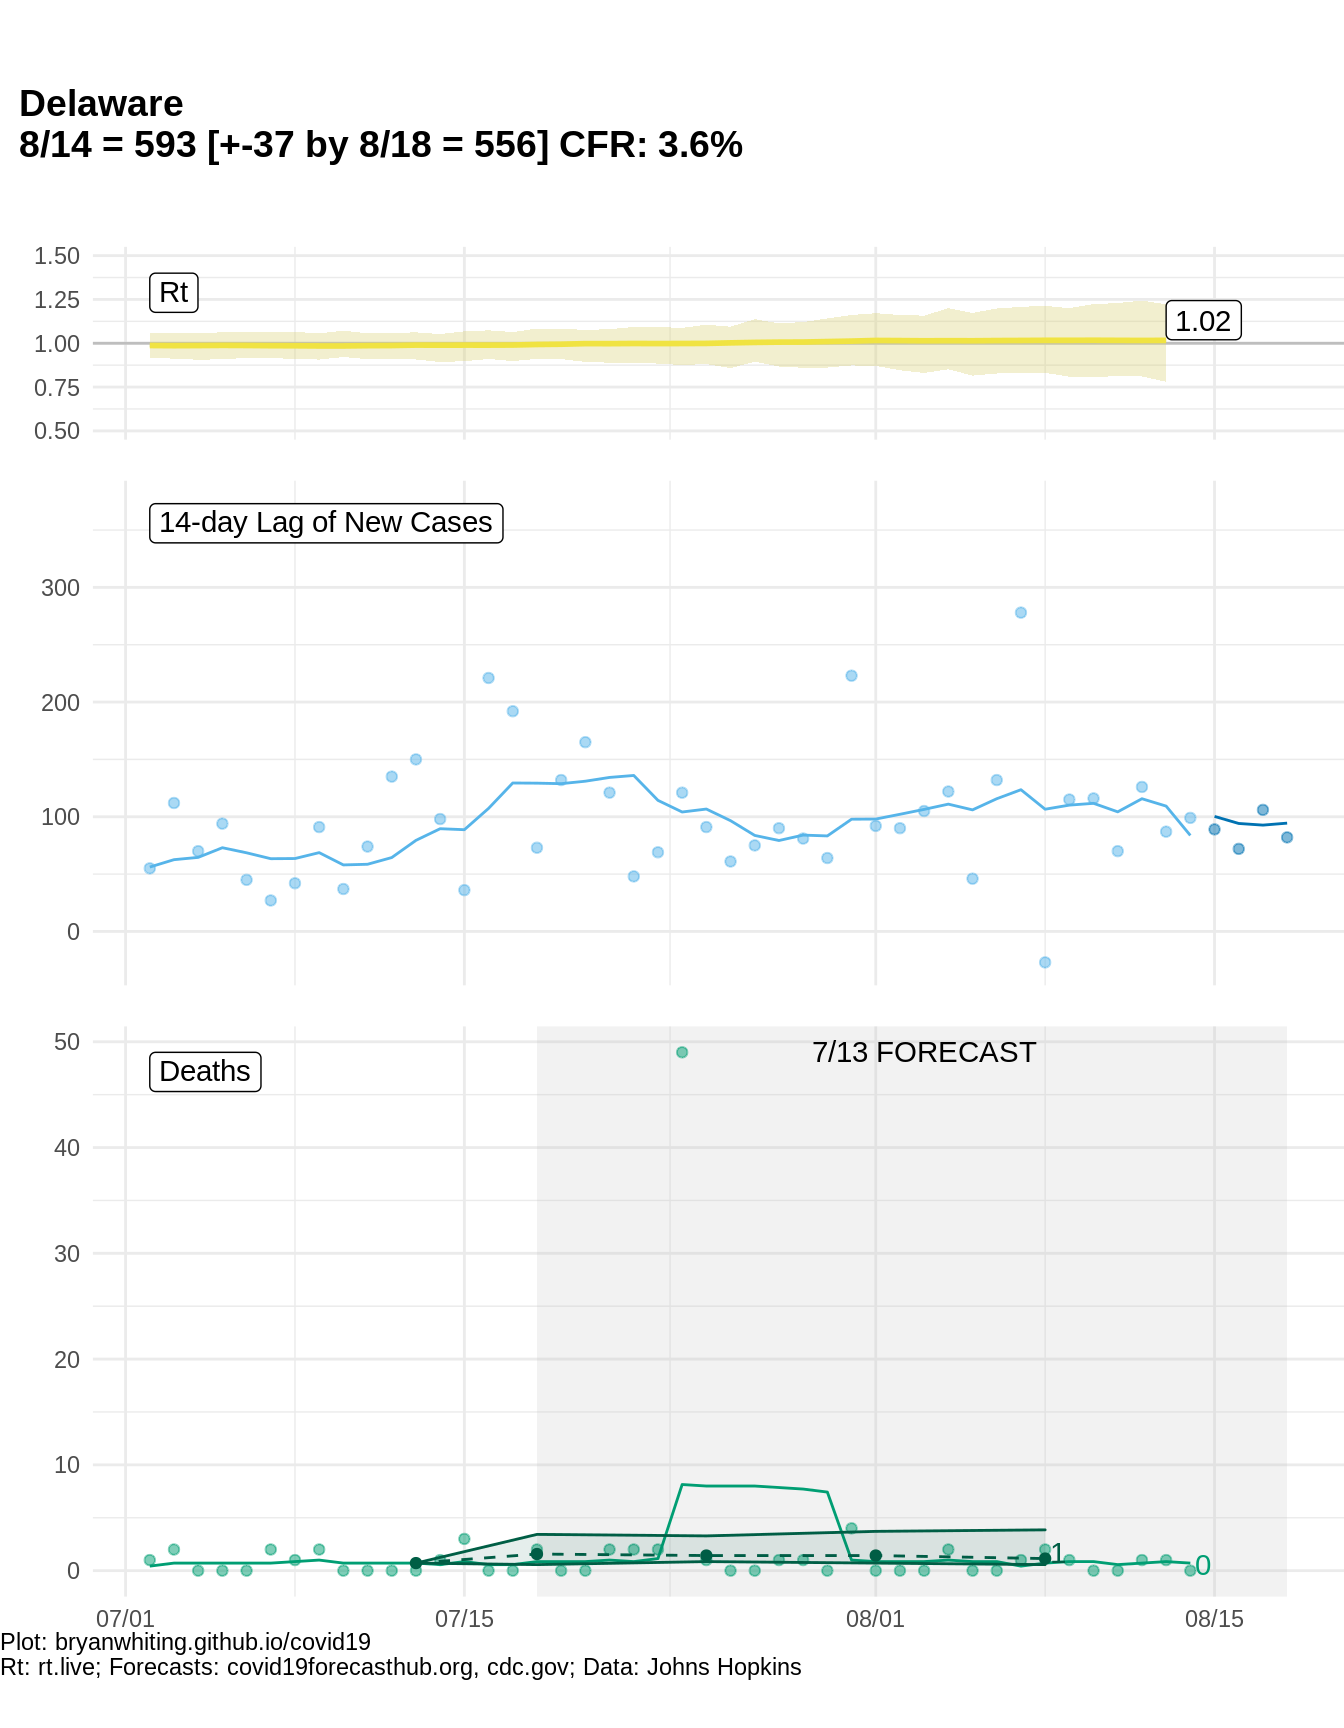 Delaware
8/14 = 593 [+-37 by 8/18 = 556] CFR: 3.6%
1.50
Rt
1.25
1.02
1.00
0.75
0.50
14-day Lag of New Cases
300
200
100
0
50
7/13 FORECAST
Deaths
40
30
20
10
1
0
0
07/01
07/15
08/01
08/15
Plot: bryanwhiting.github.io/covid19
Rt: rt.live; Forecasts: covid19forecasthub.org, cdc.gov; Data: Johns Hopkins